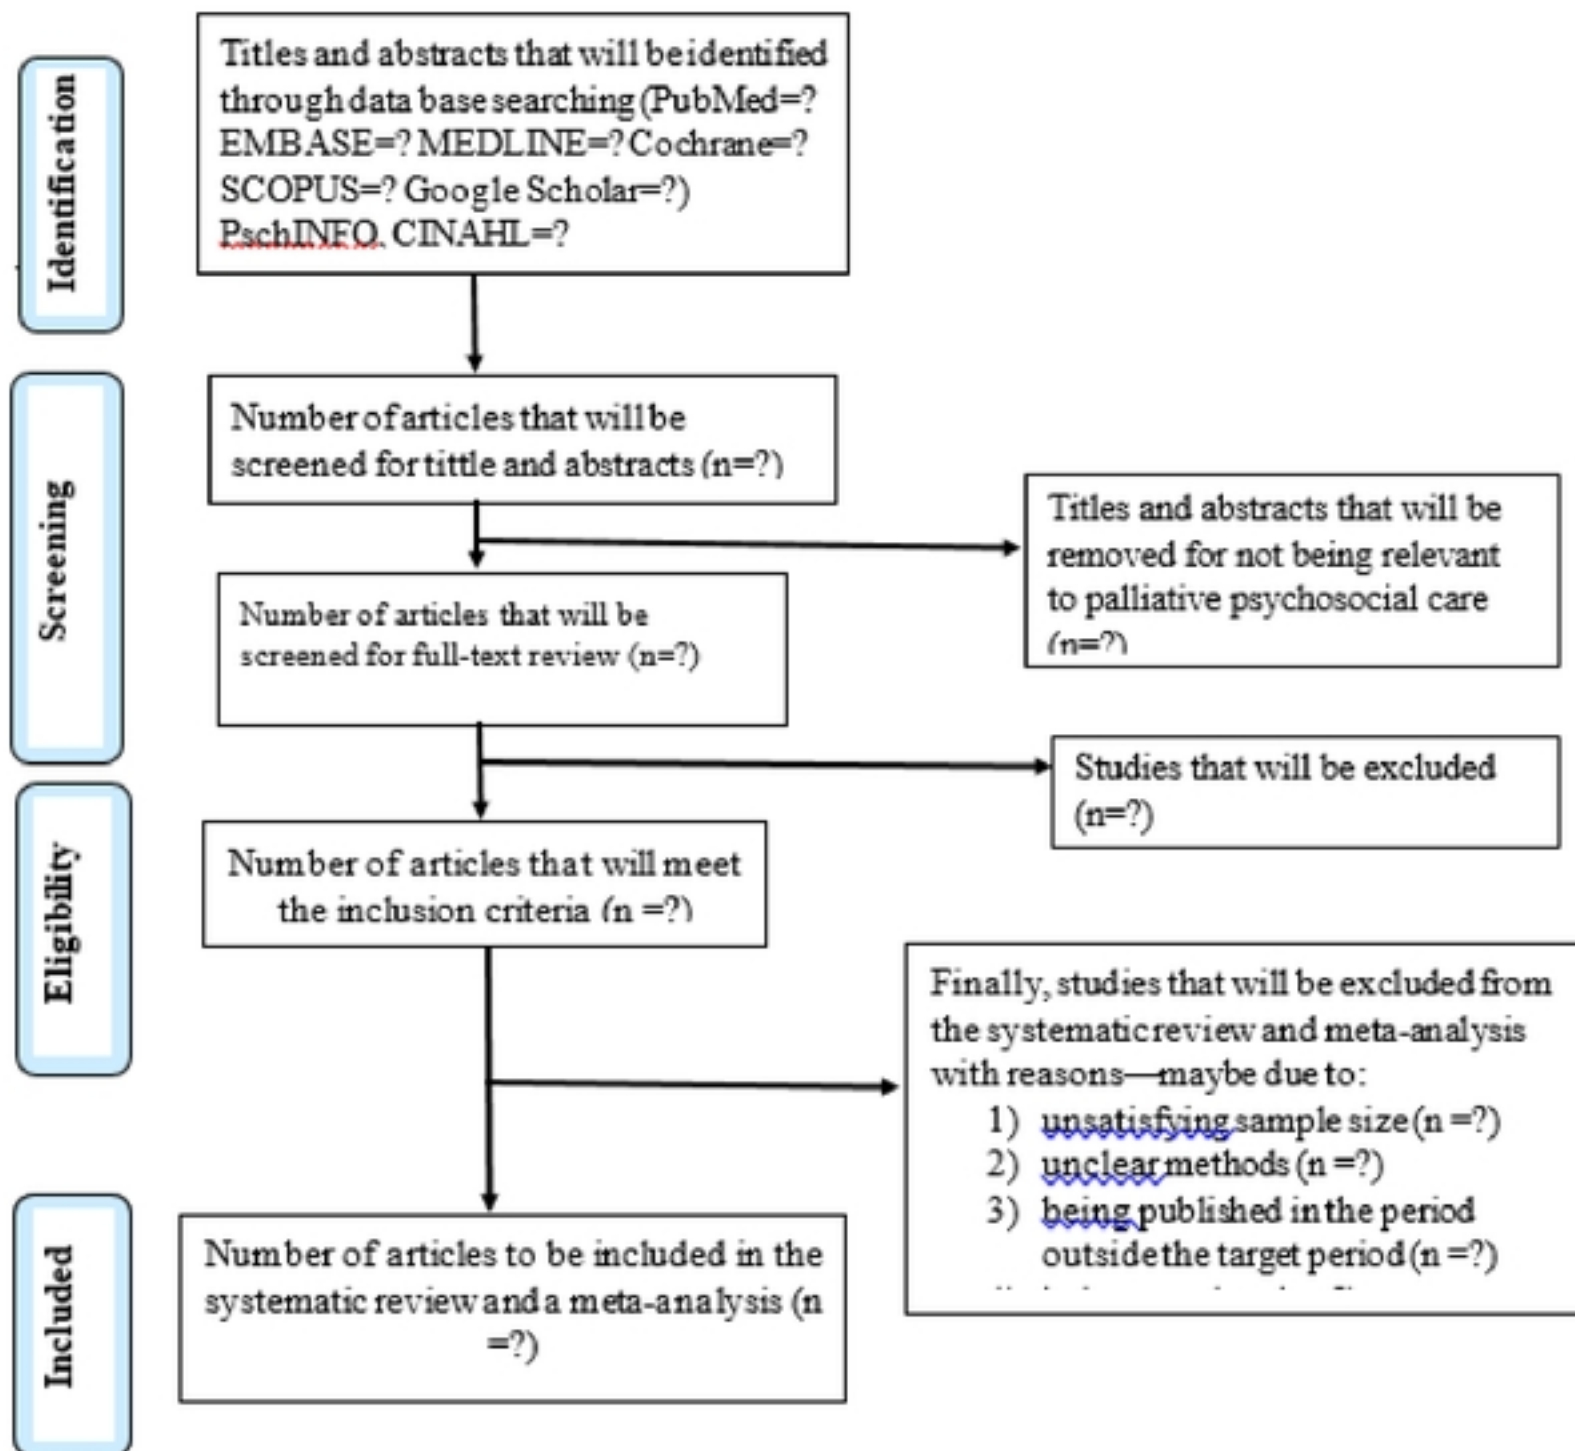 Identification
Titles and abstracts that will be identified
through data base searching (PubMed=?
EMBASE=? MEDLINE=? Cochrane=?
SCOPUS=? Google Scholar=?)
PschINFO, CINAHL=?
Screening
Number of articles that will be
screened for tittle and abstracts (n=?)
Titles and abstracts that will be
removed for not being relevant
to palliative psychosocial care
(n=?)
Number of articles that will be
screened for full-text review (n=?)
Studies that will be excluded
(n=?)
Eligibility
Number of articles that will meet
the inclusion criteria (n =?)
Finally, studies that will be excluded from
the systematic review and meta-analysis
with reasons—maybe due to:
1) unsatisfying sample size (n =?)
2) unclear methods (n =?)
3) being published in the period
outside the target period (n =?)
Included
Number of articles to be included in the
systematic review and a meta-analysis (n
=?)